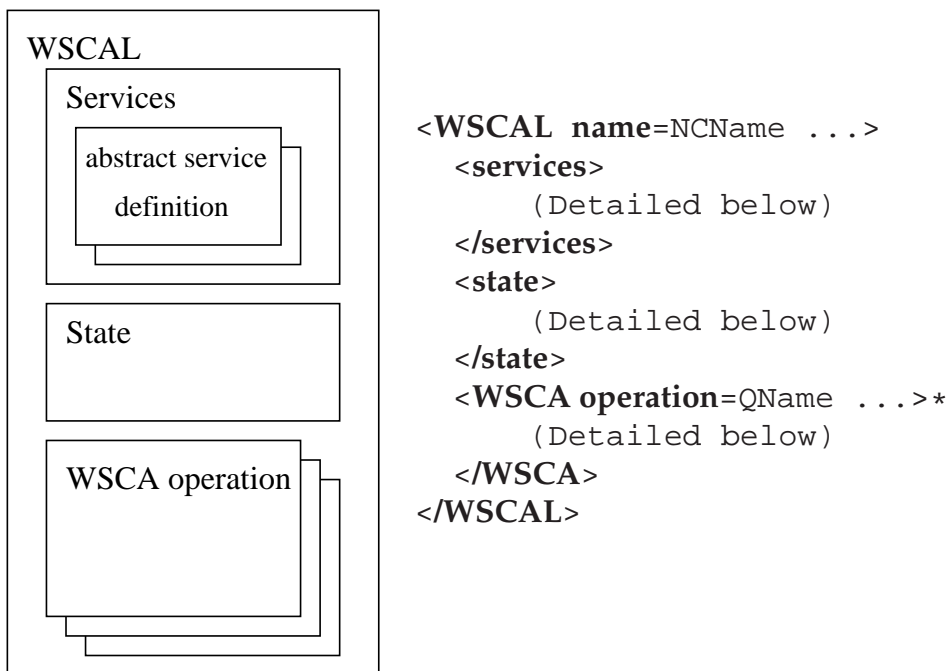 WSCAL
Services
abstract service
definition
State
WSCA operation
<WSCAL name=NCName ...>
<services>
(Detailed below)
</services>
<state>
(Detailed below)
</state>
<WSCA operation=QName ...>*
(Detailed below)
</WSCA>
</WSCAL>